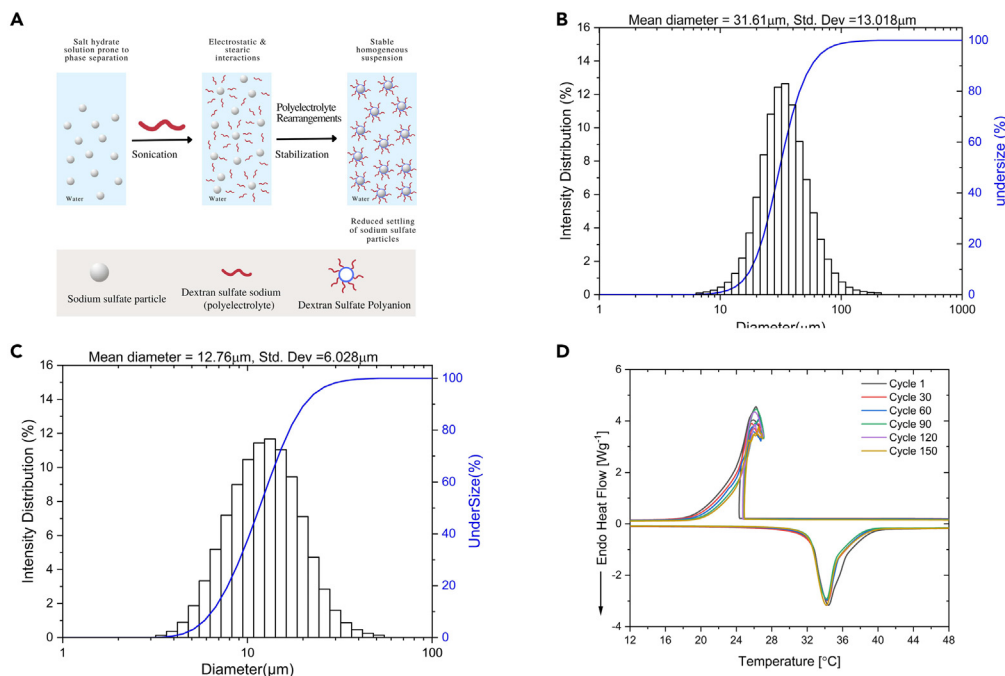 A
Salt hydrate
solution prone to
phase separation
Electrostatic &
stearic
interactions
Stable
homogeneous
suspension
Sonication
Polyelectrolyte
Rearrangements
Stabilization
Water
Water
Water
Reduced settling
of sodium sulfate
particles
Sodium sulfate particle
Dextran sulfate sodium
(polyelectrolyte)
Dextran Sulfate Polyanion
B
Mean diameter = 31.61μm, Std. Dev =13.018μm
Intensity Distribution (%)
16
14
12
10
8
6
4
2
0
undersize (%)
100
80
60
40
20
0
1
10
100
1000
Diameter(μm)
C
Mean diameter = 12.76μm, Std. Dev =6.028μm
Intensity Distribution (%)
16
14
12
10
8
6
4
2
0
UnderSize(%)
100
80
60
40
20
0
1
10
100
Diameter(μm)
D
Endo Heat Flow [Wg⁻¹]
6
4
2
0
-2
-4
Cycle 1
Cycle 30
Cycle 60
Cycle 90
Cycle 120
Cycle 150
12
16
20
24
28
32
36
40
44
48
Temperature [°C]